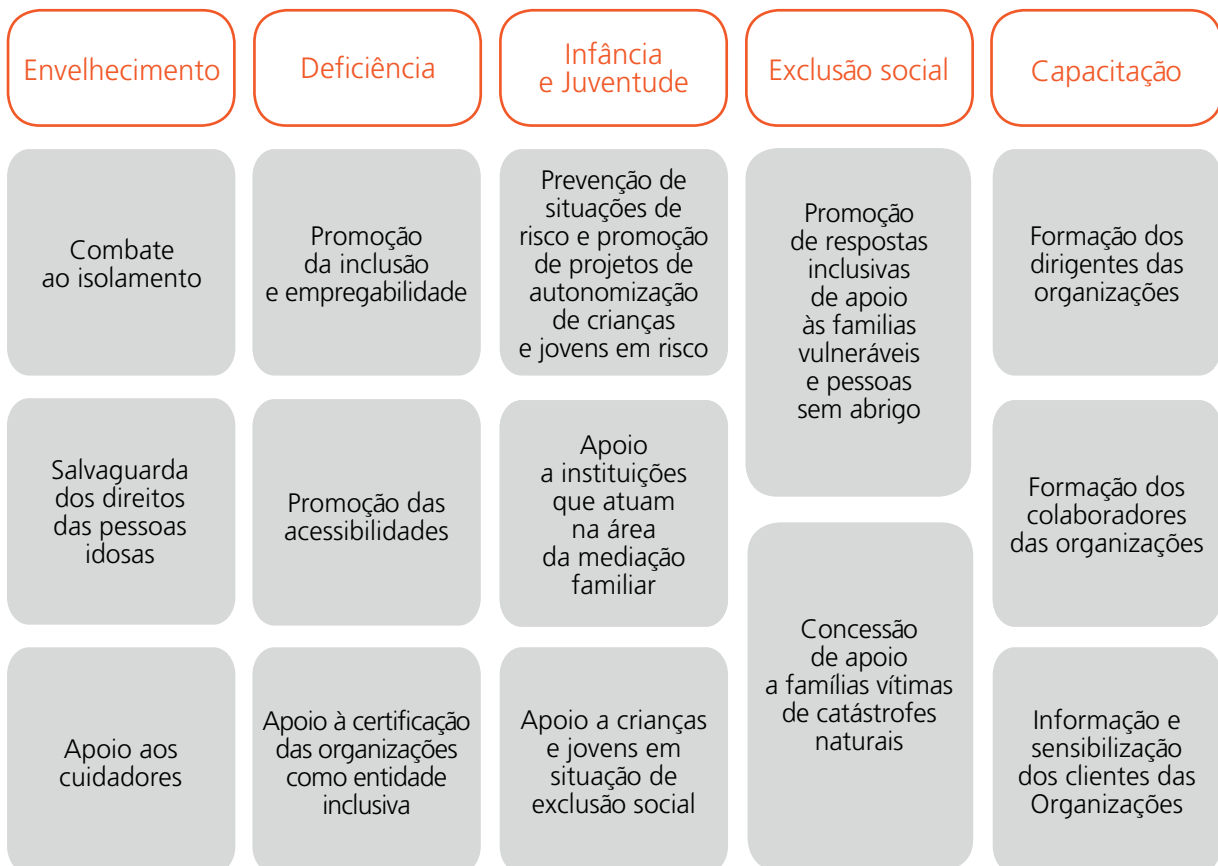 Envelhecimento
Deficiência
Infância
e Juventude
Exclusão social
Capacitação
Combate
ao isolamento
Promoção
da inclusão
e empregabilidade
Prevenção de
situações de
risco e promoção
de projetos de
autonomização
de crianças
e jovens em risco
Promoção
de respostas
inclusivas
de apoio
às familias
vulneráveis
e pessoas
sem abrigo
Formação dos
dirigentes das
organizações
Salvaguarda
dos direitos
das pessoas
idosas
Promoção das
acessibilidades
Apoio
a instituições
que atuam
na área
da mediação
familiar
Formação dos
colaboradores
das organizações
Concessão
de apoio
a famílias vítimas
de catástrofes
naturais
Apoio aos
cuidadores
Apoio à certificação
das organizações
como entidade
inclusiva
Apoio a crianças
e jovens em
situação de
exclusão social
Informação e
sensibilização
dos clientes das
Organizações